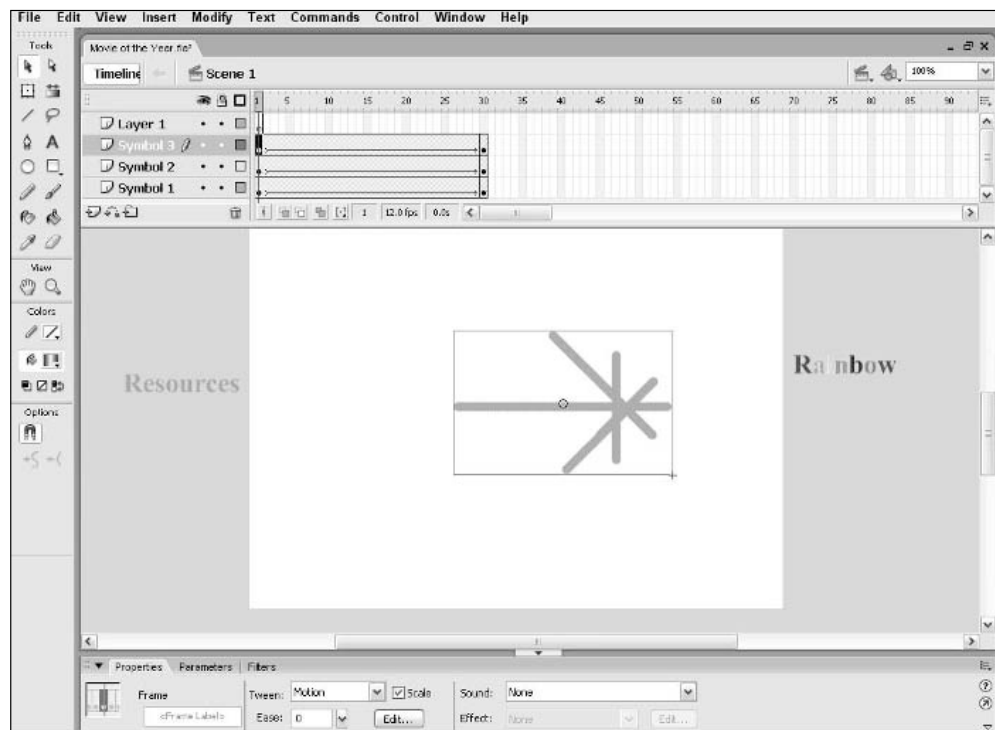 File Edit View Insert Modify Text Commands Control Window Help
Tools
Movie of the Year.fla*
Timeline
Scene 1
100%
1 5 10 15 20 25 30 35 40 45 50 55 60 65 70 75 80 85 90
Layer 1
Symbol 3
Symbol 2
Symbol 1
1 12.0 fps 0.0s
View
Colors
Options
Resources
Rainbow
Properties Parameters Filters
Frame
<Frame Label>
Tween: Motion
Scale
Sound: None
Ease: 0
Edit...
Effect: None
Edit...